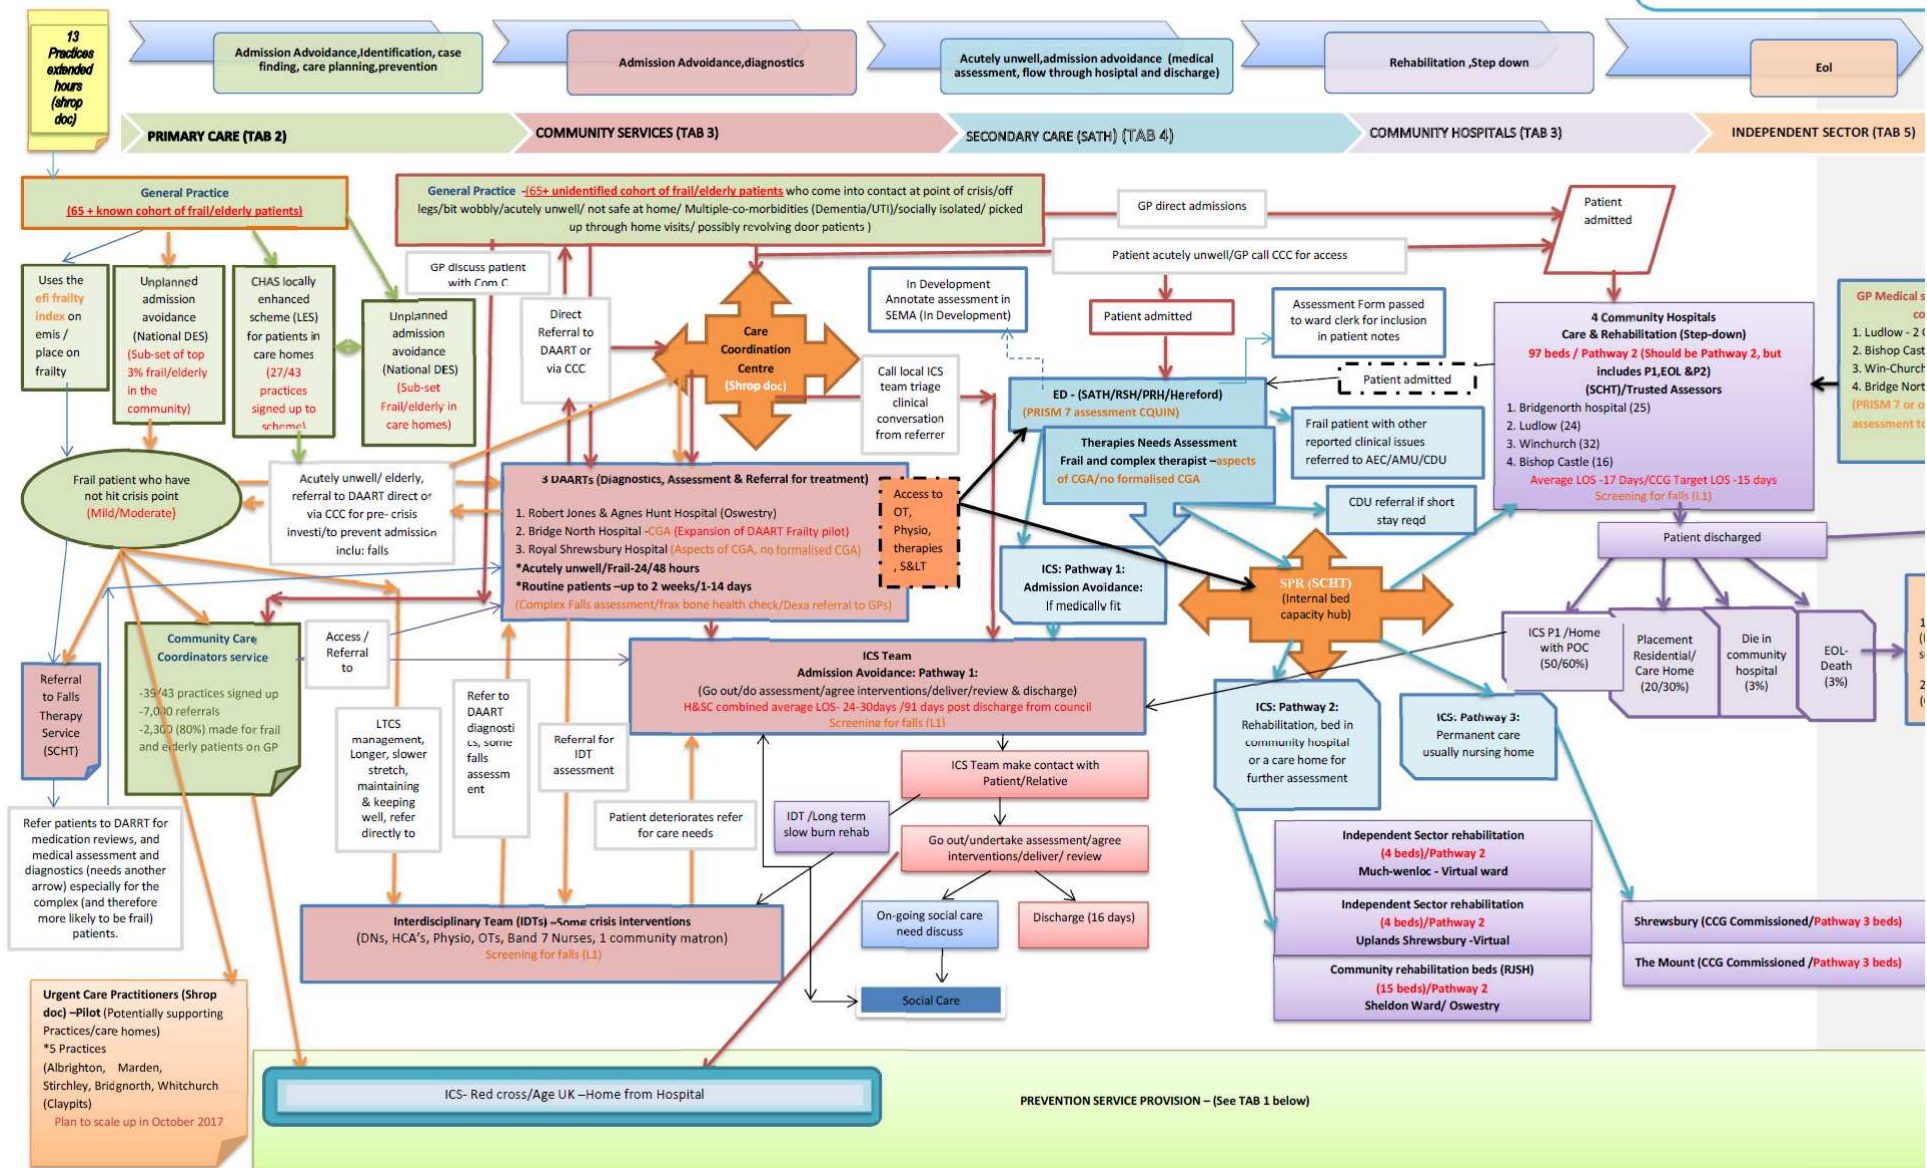 13
Practices
extended
hours
(shrop
doc)
Admission Advoidance,Identification, case
finding, care planning,prevention
Admission Advoidance,diagnostics
Acutely unwell,admission advoidance  (medical
assessment, flow through hosiptal and discharge)
Rehabilitation ,Step down
Eol
PRIMARY CARE (TAB 2)
COMMUNITY SERVICES (TAB 3)
SECONDARY CARE (SATH) (TAB 4)
COMMUNITY HOSPITALS (TAB 3)
INDEPENDENT SECTOR (TAB 5)
General Practice
(65 + known cohort of frail/elderly patients)
General Practice -(65+ unidentified cohort of frail/elderly patients who come into contact at point of crisis/off
legs/bit wobbly/acutely unwell/ not safe at home/ Multiple-co-morbidities (Dementia/UTI)/socially isolated/ picked
up through home visits/ possibly revolving door patients )
GP direct admissions
Patient
admitted
Patient acutely unwell/GP call CCC for access
Uses the
efi frailty
index on
emis /
place on
frailty
Unplanned
admission
avoidance
(National DES)
(Sub-set of top
3% frail/elderly
in the
community)
CHAS locally
enhanced
scheme (LES)
for patients in
care homes
(27/43
practices
signed up to
scheme)
Unplanned
admission
avoidance
(National DES)
(Sub-set
Frail/elderly in
care homes)
GP discuss patient
with Com C
Direct
Referral to
DAART or
via CCC
Care
Coordination
Centre
(Shrop doc)
Call local ICS
team triage
clinical
conversation
from referrer
In Development
Annotate assessment in
SEMA (In Development)
Patient admitted
Assessment Form passed
to ward clerk for inclusion
in patient notes
Patient admitted
4 Community Hospitals
Care & Rehabilitation (Step-down)
97 beds / Pathway 2 (Should be Pathway 2, but
includes P1,EOL &P2)
(SCHT)/Trusted Assessors
1. Bridgenorth hospital (25)
2. Ludlow (24)
3. Winchurch (32)
4. Bishop Castle (16)
Average LOS -17 Days/CCG Target LOS -15 days
Screening for falls (L1)
GP Medical s
co
1. Ludlow - 2
2. Bishop Cast
3. Win-Church
4. Bridge Nort
(PRISM 7 or o
assessment to
ED - (SATH/RSH/PRH/Hereford)
(PRISM 7 assessment CQUIN)
Therapies Needs Assessment
Frail and complex therapist –aspects
of CGA/no formalised CGA
Frail patient with other
reported clinical issues
referred to AEC/AMU/CDU
CDU referral if short
stay reqd
Frail patient who have
not hit crisis point
(Mild/Moderate)
Acutely unwell/ elderly,
referral to DAART direct or
via CCC for pre- crisis
investi/to prevent admission
inclu: falls
3 DAARTs (Diagnostics, Assessment & Referral for treatment)
1. Robert Jones & Agnes Hunt Hospital (Oswestry)
2. Bridge North Hospital -CGA (Expansion of DAART Frailty pilot)
3. Royal Shrewsbury Hospital (Aspects of CGA, no formalised CGA)
*Acutely unwell/Frail-24/48 hours
*Routine patients –up to 2 weeks/1-14 days
(Complex Falls assessment/frax bone health check/Dexa referral to GPs)
Access to
OT,
Physio,
therapies
, S&LT
ICS: Pathway 1:
Admission Avoidance:
If medically fit
SPR (SCHT)
(Internal bed
capacity hub)
Patient discharged
ICS P1 /Home
with POC
(50/60%)
Placement
Residential/
Care Home
(20/30%)
Die in
community
hospital
(3%)
EOL-
Death
(3%)
Referral
to Falls
Therapy
Service
(SCHT)
Community Care
Coordinators service
-39/43 practices signed up
-7,000 referrals
-2,300 (80%) made for frail
and elderly patients on GP
Access /
Referral
to
ICS Team
Admission Avoidance: Pathway 1:
(Go out/do assessment/agree interventions/deliver/review & discharge)
H&SC combined average LOS- 24-30days /91 days post discharge from council
Screening for falls (L1)
LTCS
management,
Longer, slower
stretch,
maintaining
& keeping
well, refer
directly to
Refer to
DAART
diagnosti
cs, some
falls
assessm
ent
Referral for
IDT
assessment
Patient deteriorates refer
for care needs
IDT /Long term
slow burn rehab
ICS Team make contact with
Patient/Relative
Go out/undertake assessment/agree
interventions/deliver/ review
On-going social care
need discuss
Discharge (16 days)
Social Care
ICS: Pathway 2:
Rehabilitation, bed in
community hospital
or a care home for
further assessment
ICS: Pathway 3:
Permanent care
usually nursing home
Independent Sector rehabilitation
(4 beds)/Pathway 2
Much-wenloc - Virtual ward
Independent Sector rehabilitation
(4 beds)/Pathway 2
Uplands Shrewsbury -Virtual
Community rehabilitation beds (RJSH)
(15 beds)/Pathway 2
Sheldon Ward/ Oswestry
Shrewsbury (CCG Commissioned/Pathway 3 beds)
The Mount (CCG Commissioned /Pathway 3 beds)
Refer patients to DARRT for
medication reviews, and
medical assessment and
diagnostics (needs another
arrow) especially for the
complex (and therefore
more likely to be frail)
patients.
Interdisciplinary Team (IDTs) –Some crisis interventions
(DNs, HCA's, Physio, OTs, Band 7 Nurses, 1 community matron)
Screening for falls (L1)
Urgent Care Practitioners (Shrop
doc) –Pilot (Potentially supporting
Practices/care homes)
*5 Practices
(Albrighton,   Marden,
Stirchley, Bridgnorth, Whitchurch
(Claypits)
Plan to scale up in October 2017
ICS- Red cross/Age UK –Home from Hospital
PREVENTION SERVICE PROVISION – (See TAB 1 below)